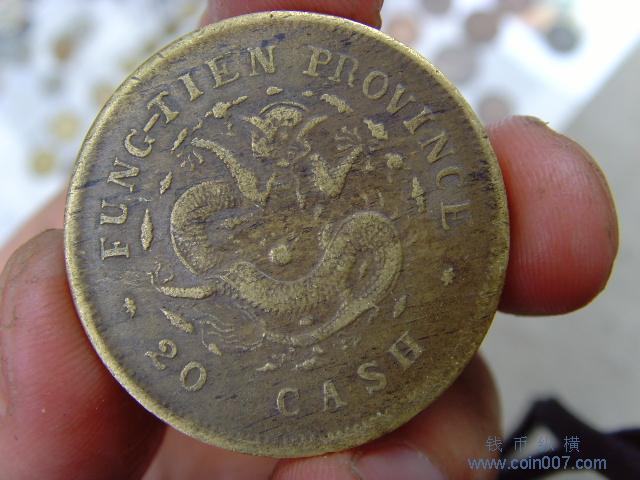 FUNG-TIEN PROVINCE
20 CASH
钱币纵横
www.coin007.com